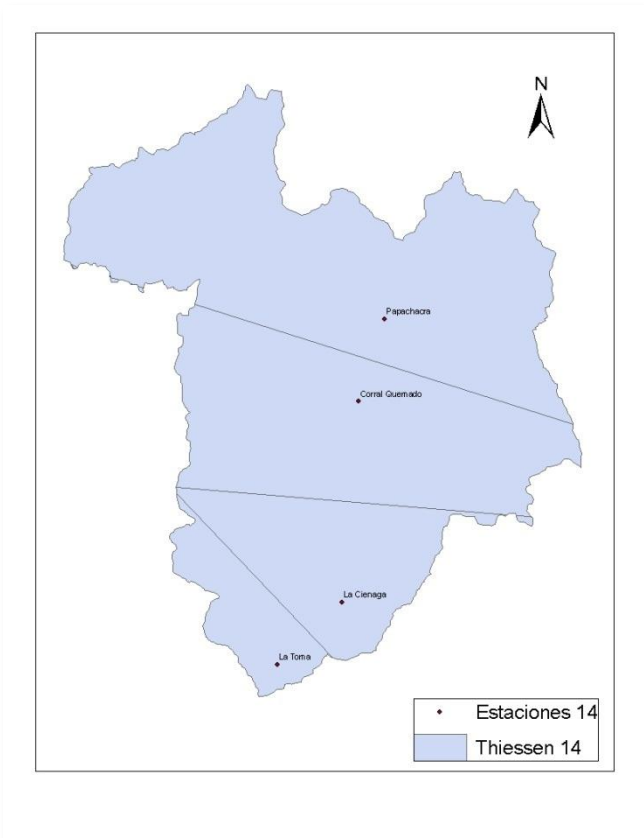 N
Papachacra
Corral Quemado
La Cienaga
La Toma
Estaciones 14
Thiessen 14